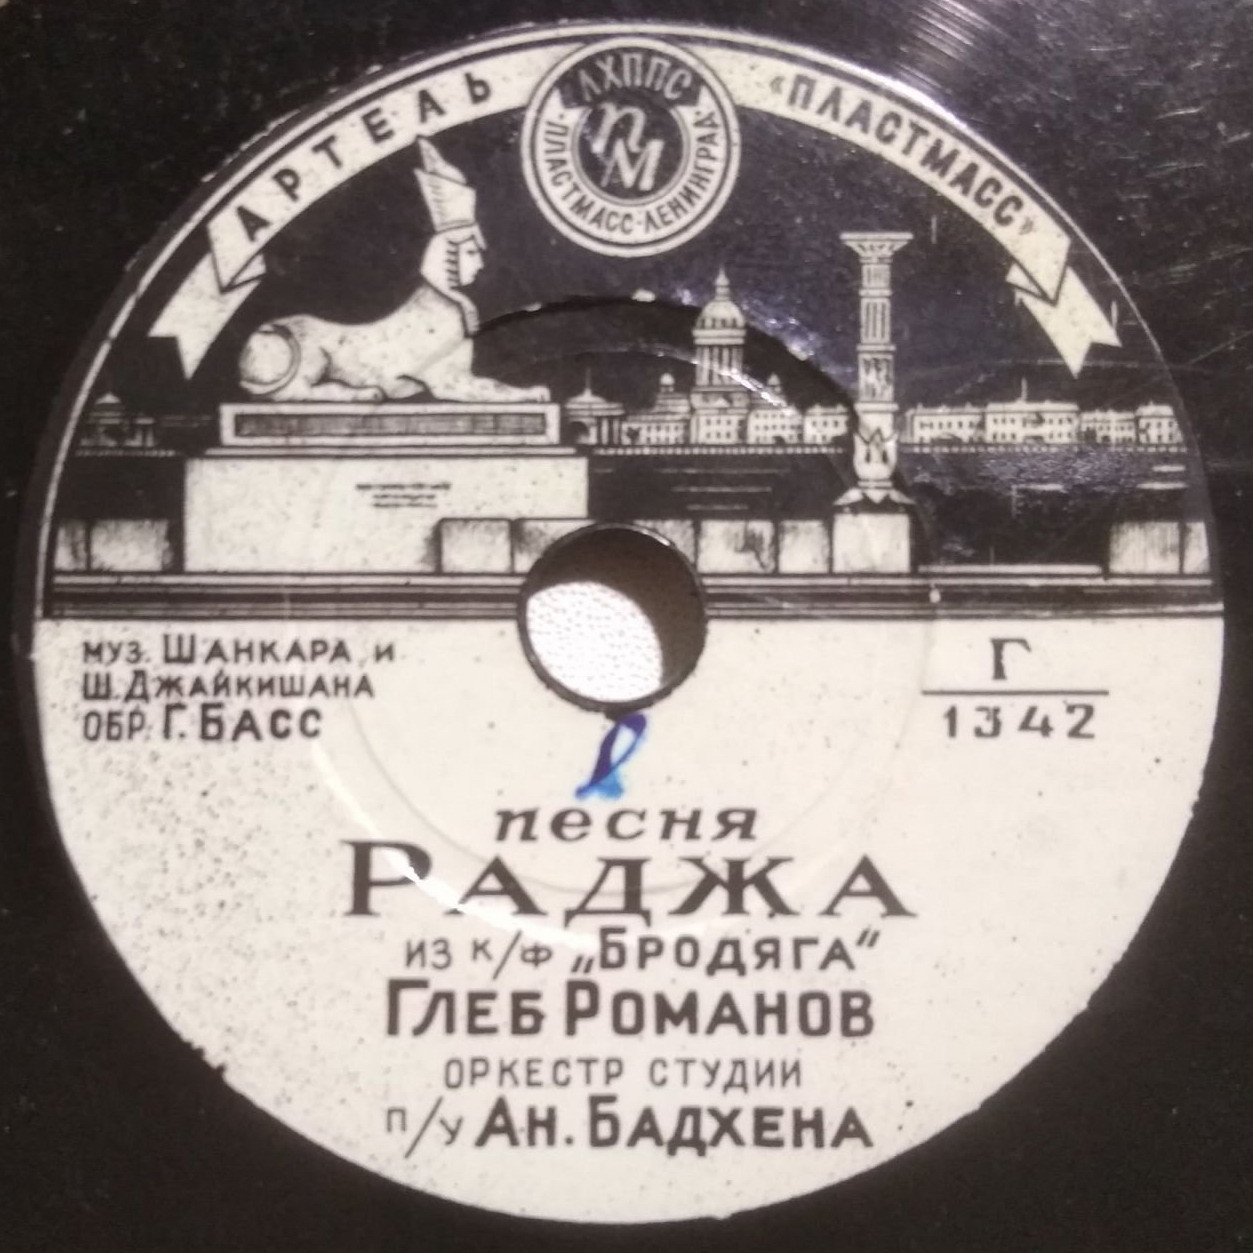 АРТЕЛЬ
«ПЛАСТМАСС»
ЛХППС
ПМ
·ПЛАСТМАСС·ЛЕНИНГРАД·
муз. Шанкара и
Ш. Джайкишана
обр. Г. Басс
Г
1342
песня
РАДЖА
из к/ф „Бродяга“
Глеб Романов
оркестр студии
п/у Ан. Бадхена